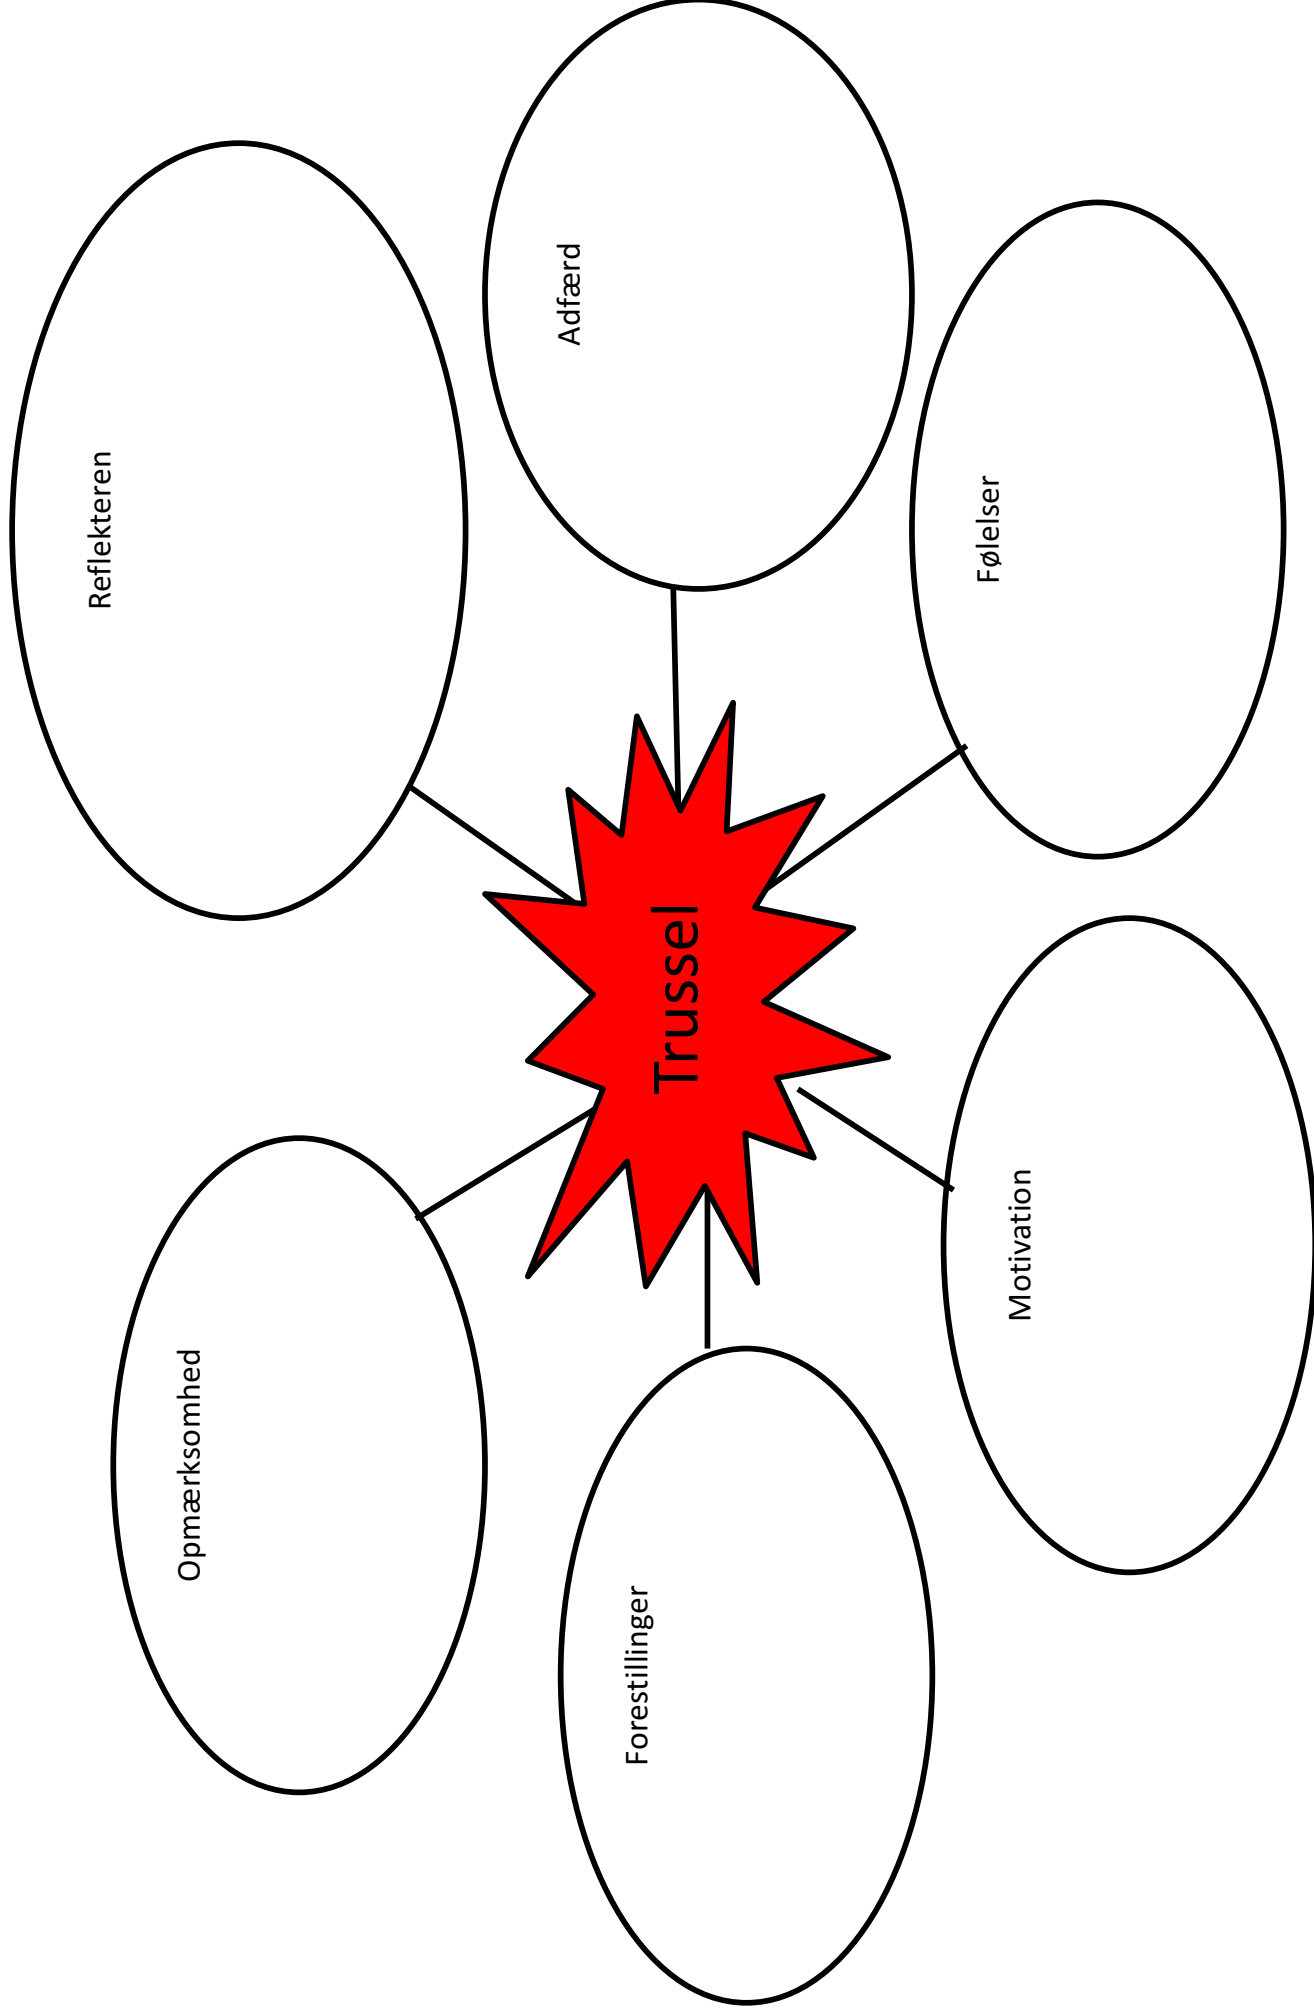 Opmærksomhed
Reflekteren
Forestillinger
Trussel
Adfærd
Motivation
Følelser